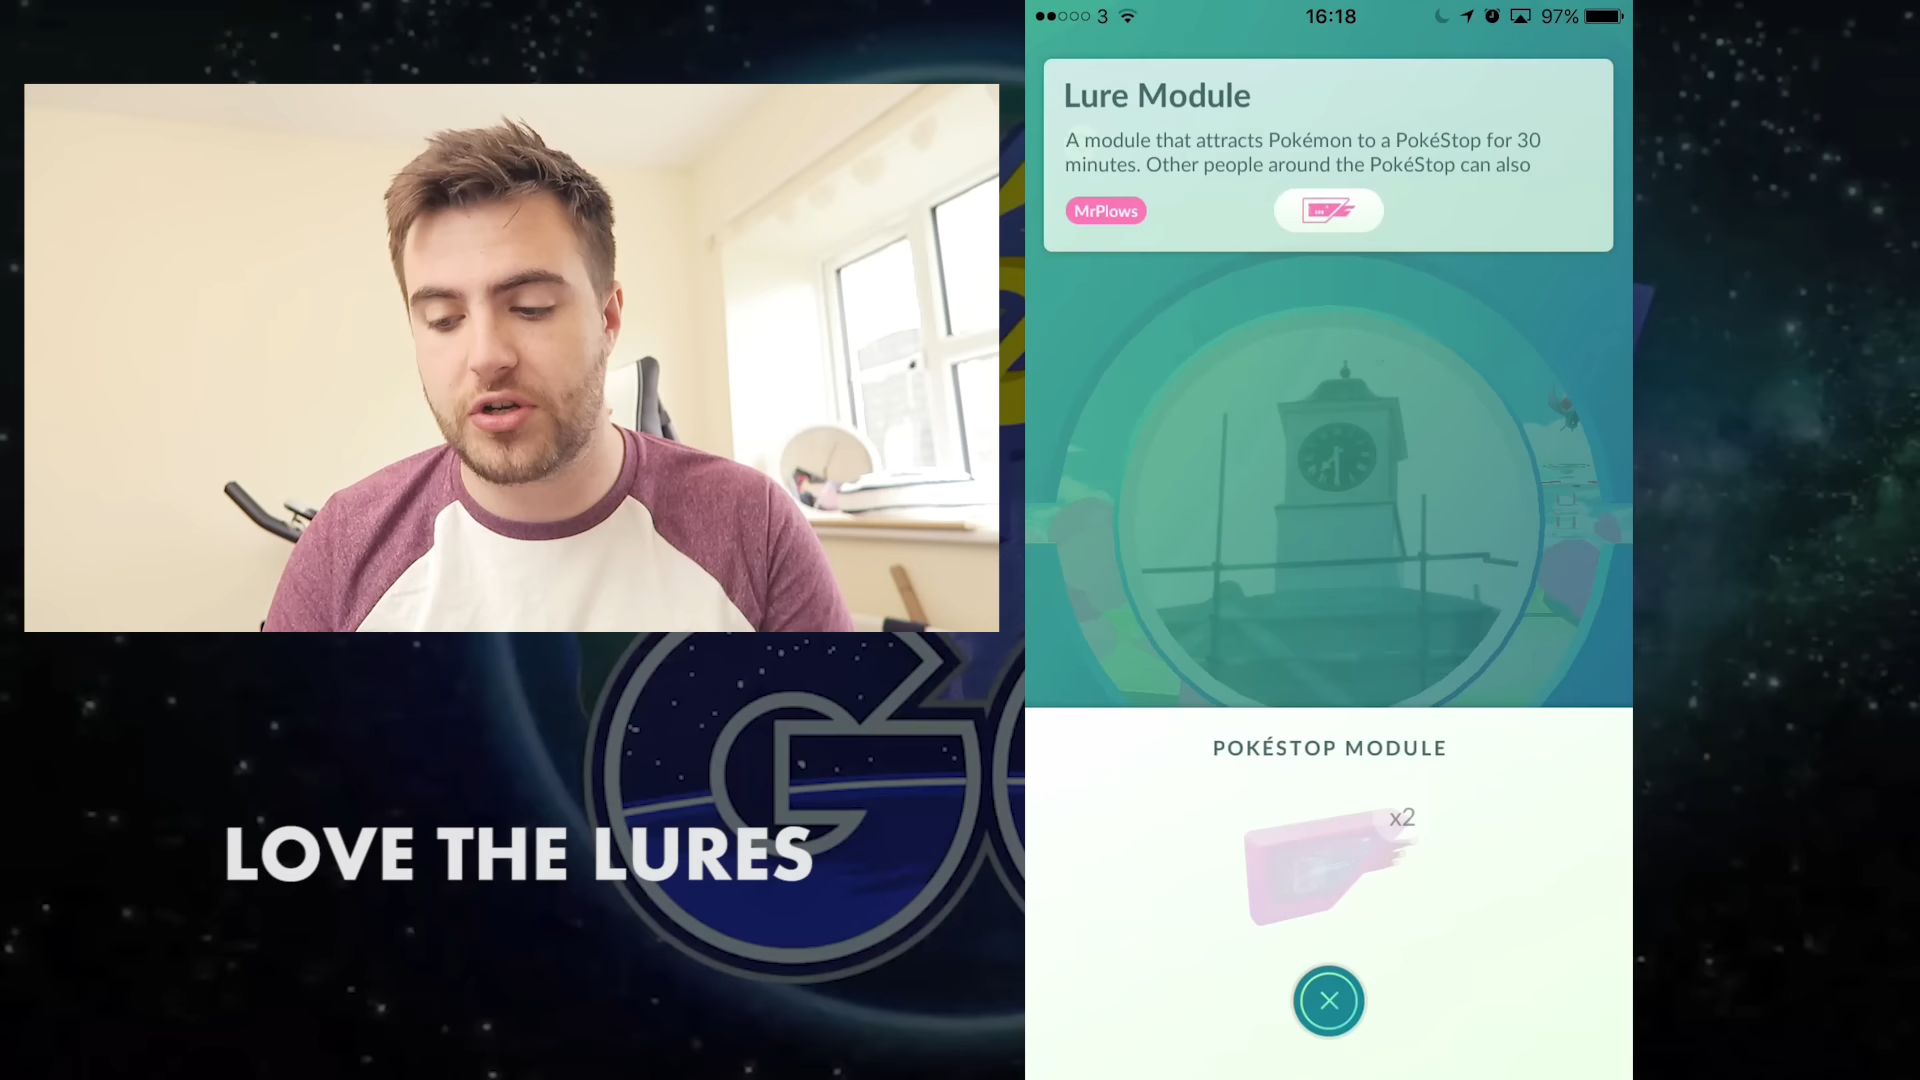 3 16:18 97%
Lure Module
A module that attracts Pokémon to a PokéStop for 30
minutes. Other people around the PokéStop can also
MrPlows
POKÉSTOP MODULE
x2
GO
LOVE THE LURES